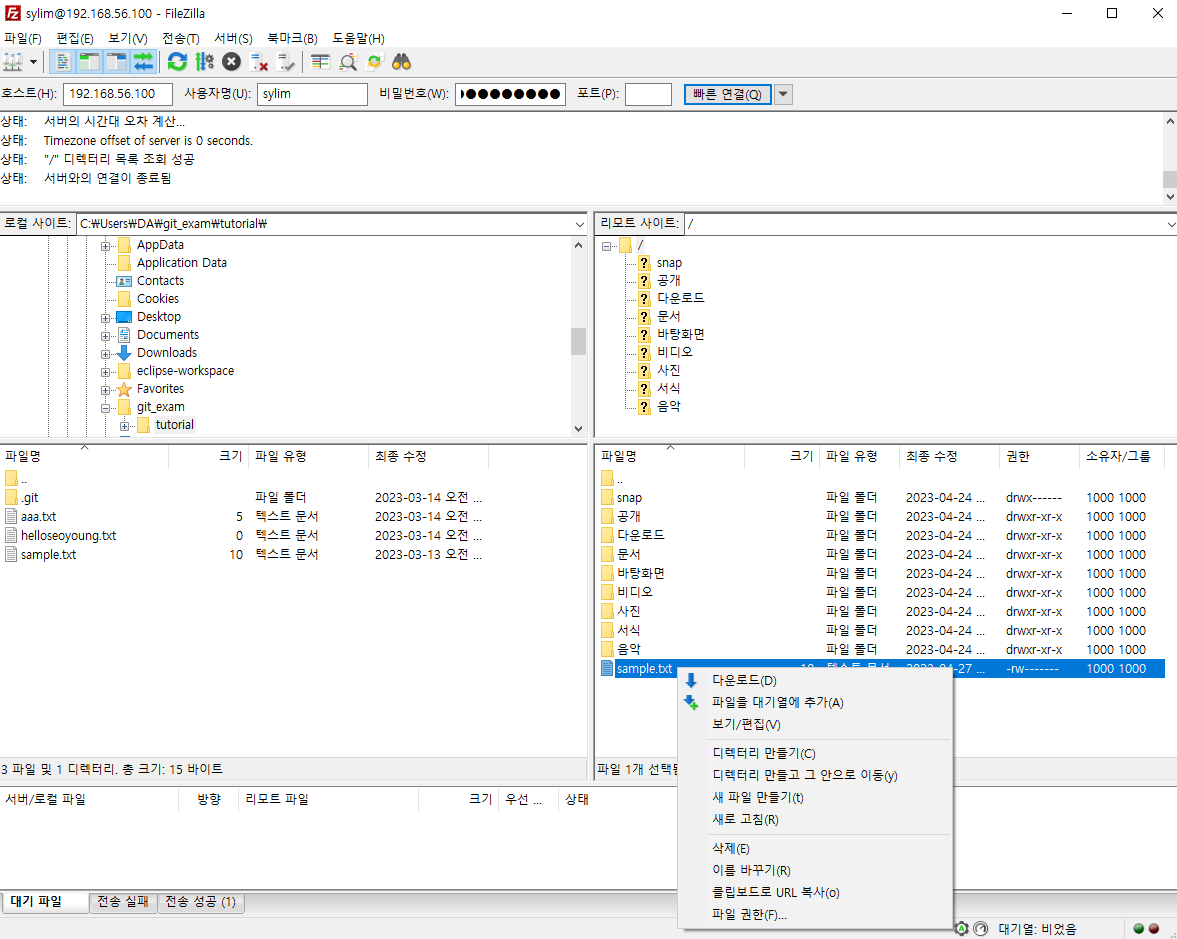 sylim@192.168.56.100 - FileZilla
파일(F) 편집(E) 보기(V) 전송(T) 서버(S) 북마크(B) 도움말(H)
호스트(H): 192.168.56.100 사용자명(U): sylim 비밀번호(W): ●●●●●●●● 포트(P): 빠른 연결(Q)
상태: 서버의 시간대 오차 계산...
상태: Timezone offset of server is 0 seconds.
상태: "/" 디렉터리 목록 조회 성공
상태: 서버와의 연결이 종료됨
로컬 사이트: C:₩Users₩DA₩git_exam₩tutorial₩
AppData
Application Data
Contacts
Cookies
Desktop
Documents
Downloads
eclipse-workspace
Favorites
git_exam
tutorial
리모트 사이트: /
/
snap
공개
다운로드
문서
바탕화면
비디오
사진
서식
음악
파일명 크기 파일 유형 최종 수정
..
.git 파일 폴더 2023-03-14 오전 ...
aaa.txt 5 텍스트 문서 2023-03-14 오전 ...
helloseoyoung.txt 0 텍스트 문서 2023-03-14 오전 ...
sample.txt 10 텍스트 문서 2023-03-13 오전 ...
3 파일 및 1 디렉터리. 총 크기: 15 바이트
파일명 크기 파일 유형 최종 수정 권한 소유자/그룹
..
snap 파일 폴더 2023-04-24 ... drwx------ 1000 1000
공개 파일 폴더 2023-04-24 ... drwxr-xr-x 1000 1000
다운로드 파일 폴더 2023-04-24 ... drwxr-xr-x 1000 1000
문서 파일 폴더 2023-04-24 ... drwxr-xr-x 1000 1000
바탕화면 파일 폴더 2023-04-24 ... drwxr-xr-x 1000 1000
비디오 파일 폴더 2023-04-24 ... drwxr-xr-x 1000 1000
사진 파일 폴더 2023-04-24 ... drwxr-xr-x 1000 1000
서식 파일 폴더 2023-04-24 ... drwxr-xr-x 1000 1000
음악 파일 폴더 2023-04-24 ... drwxr-xr-x 1000 1000
sample.txt 10 텍스트 문서 2023-04-27 ... -rw------- 1000 1000
파일 1개 선택
다운로드(D)
파일을 대기열에 추가(A)
보기/편집(V)
디렉터리 만들기(C)
디렉터리 만들고 그 안으로 이동(y)
새 파일 만들기(t)
새로 고침(R)
삭제(E)
이름 바꾸기(R)
클립보드로 URL 복사(o)
파일 권한(F)...
서버/로컬 파일 방향 리모트 파일 크기 우선 ... 상태
대기 파일 전송 실패 전송 성공 (1)
대기열: 비었음